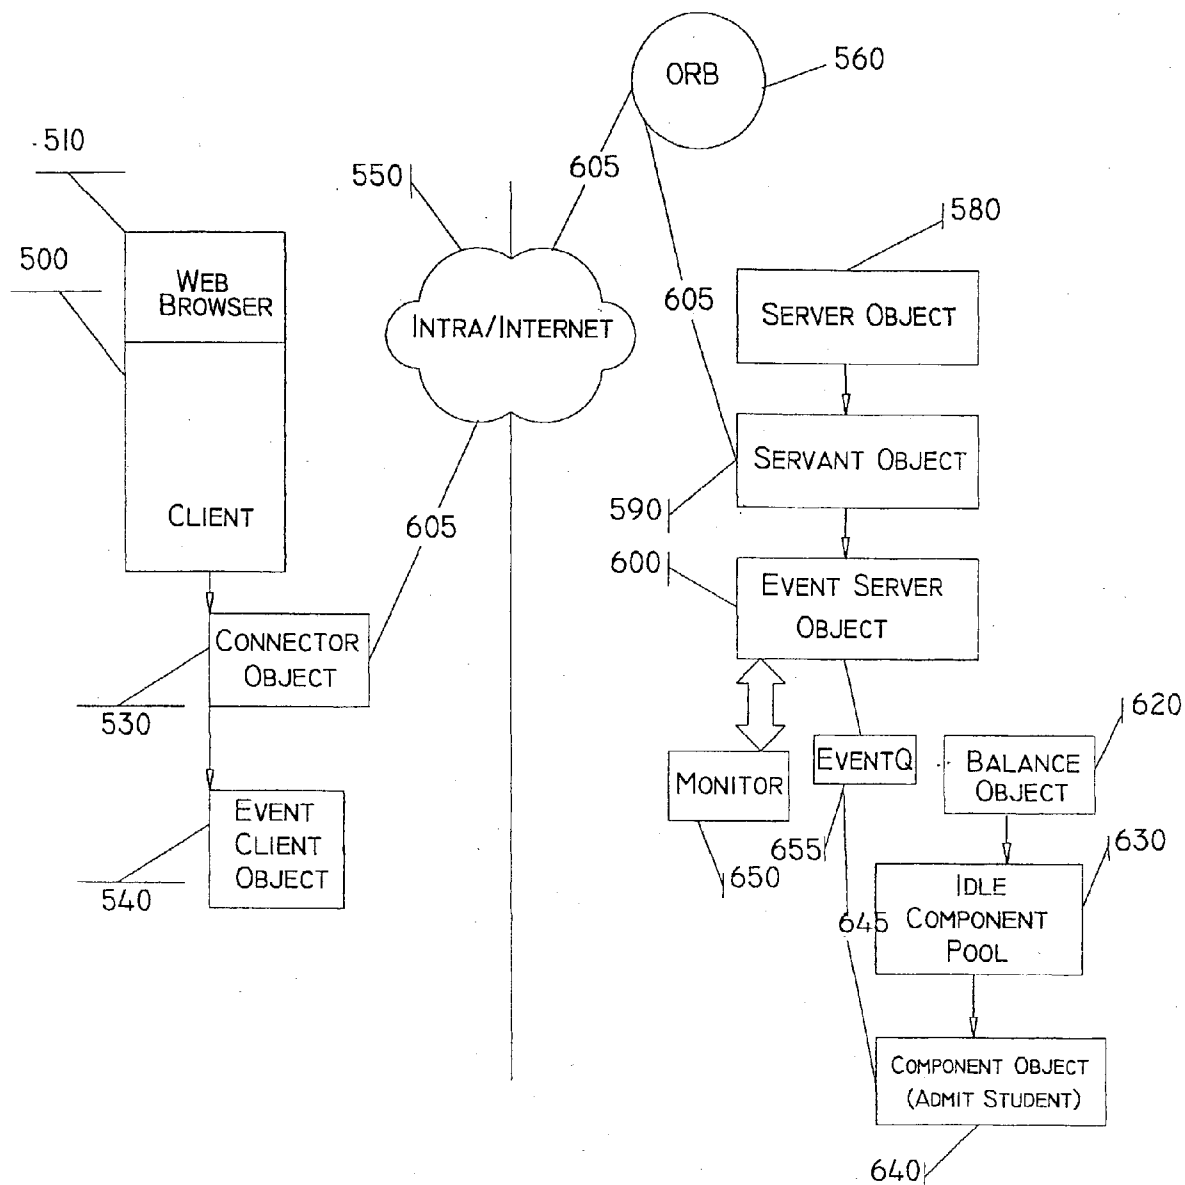 ORB
560
510
550
605
580
500
WEB
BROWSER
INTRA/INTERNET
605
SERVER OBJECT
SERVANT OBJECT
CLIENT
605
590
600
EVENT SERVER
OBJECT
CONNECTOR
OBJECT
530
620
EVENTQ
BALANCE
OBJECT
MONITOR
EVENT
CLIENT
OBJECT
540
655
650
630
IDLE
COMPONENT
POOL
645
COMPONENT OBJECT
(ADMIT STUDENT)
640